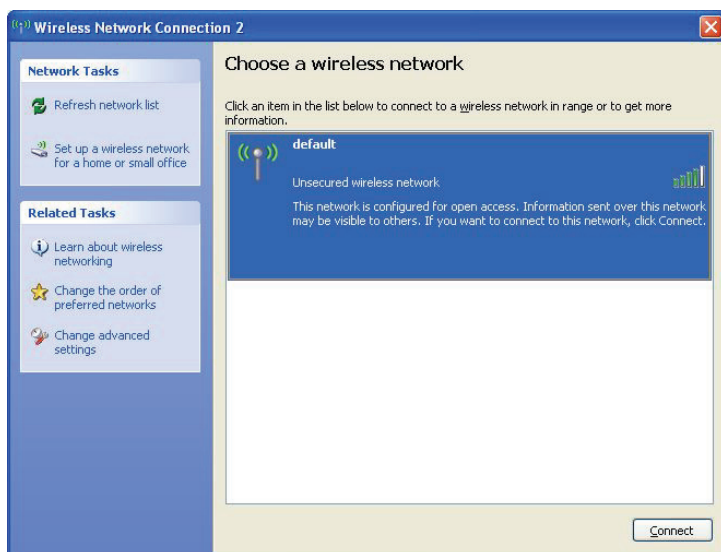 Wireless Network Connection 2
Network Tasks
Refresh network list
Set up a wireless network
for a home or small office
Related Tasks
Learn about wireless
networking
Change the order of
preferred networks
Change advanced
settings
Choose a wireless network
Click an item in the list below to connect to a wireless network in range or to get more
information.
default
Unsecured wireless network
This network is configured for open access. Information sent over this network
may be visible to others. If you want to connect to this network, click Connect.
Connect